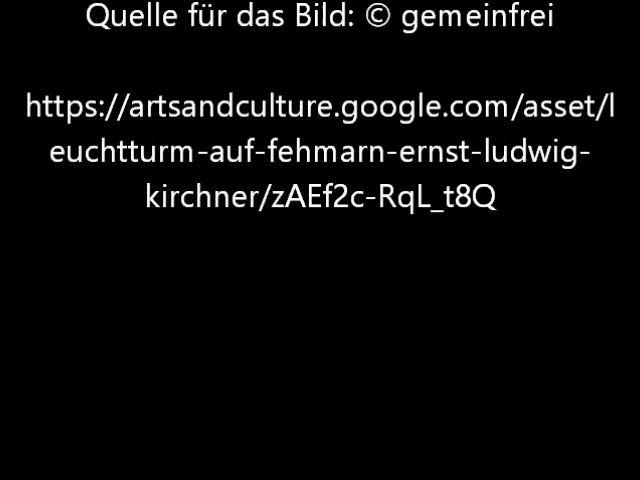 Quelle für das Bild: © gemeinfrei
https://artsandculture.google.com/asset/l
euchtturm-auf-fehmarn-ernst-ludwig-
kirchner/zAEf2c-RqL_t8Q